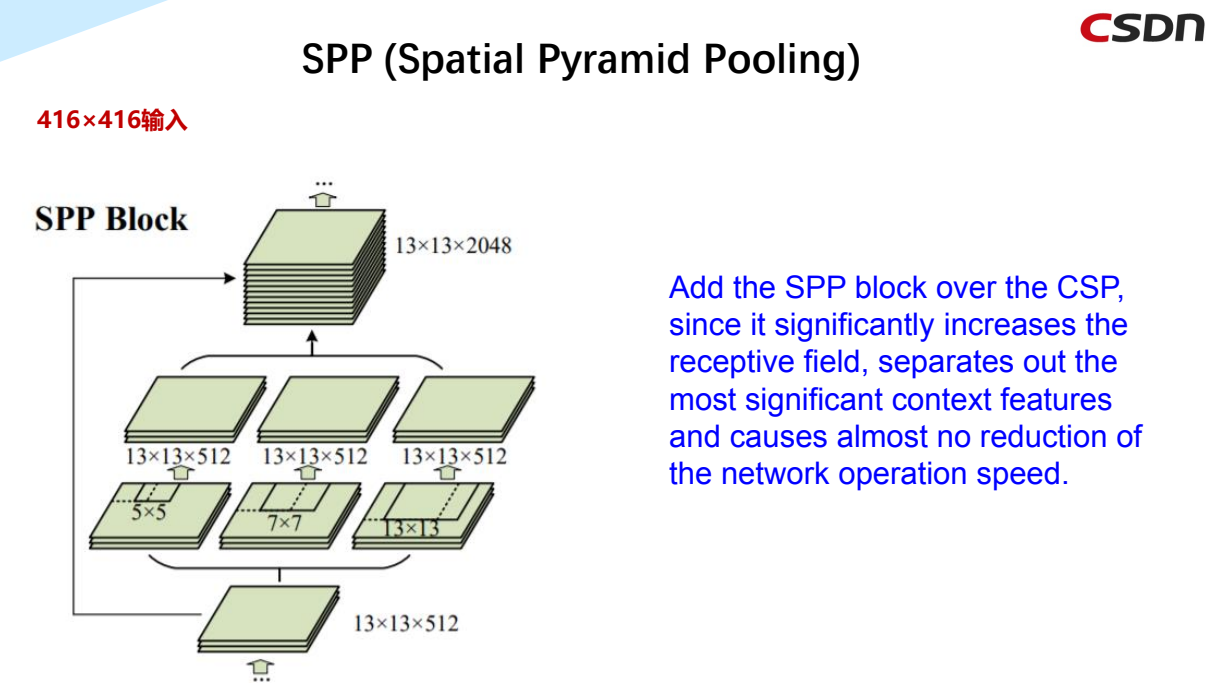 CSDN
SPP (Spatial Pyramid Pooling)
416×416输入
...
SPP Block
13×13×2048
13×13×512 13×13×512 13×13×512
5×5 7×7 13×13
13×13×512
...
Add the SPP block over the CSP,
since it significantly increases the
receptive field, separates out the
most significant context features
and causes almost no reduction of
the network operation speed.